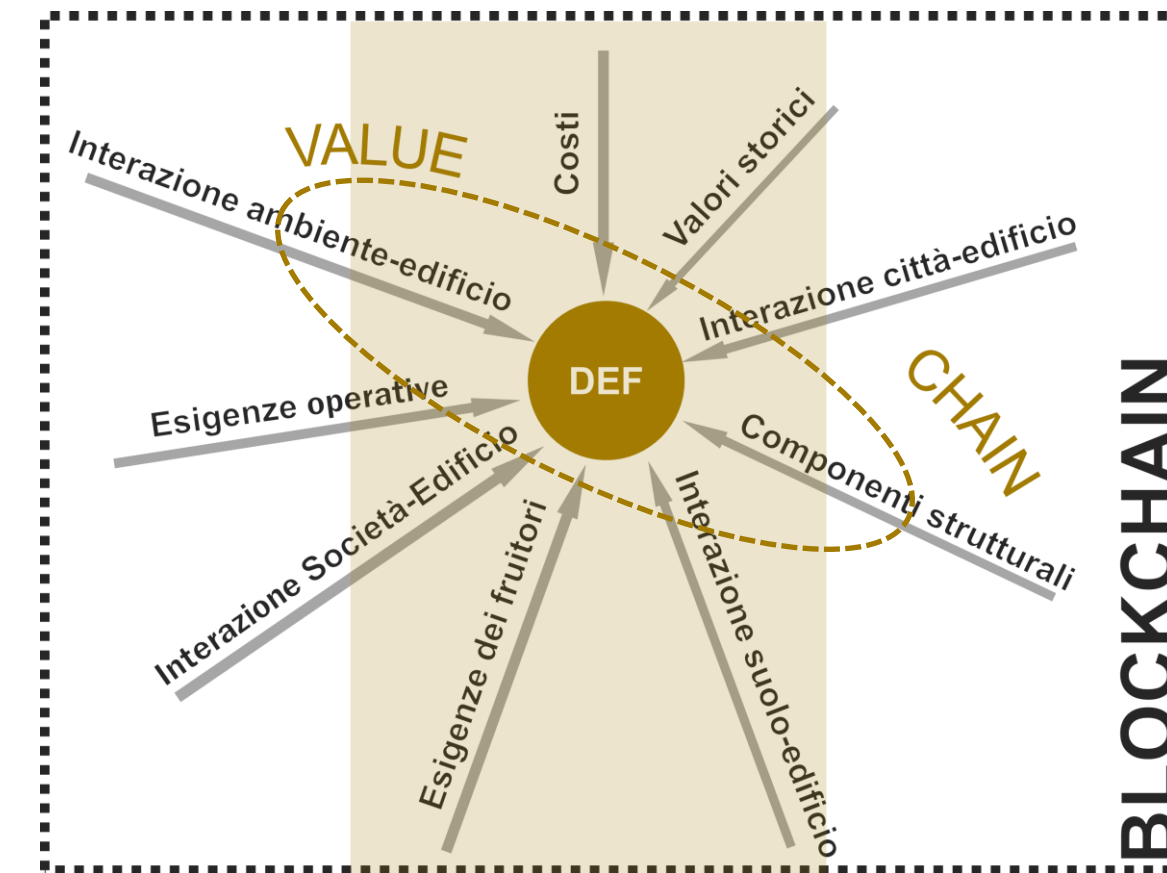 VALUE
Costi
Valori storici
Interazione ambiente-edificio
Interazione città-edificio
CHAIN
DEF
Esigenze operative
Componenti strutturali
Interazione Società-Edificio
Esigenze dei fruitori
Interazione suolo-edificio
BLOCKCHAIN